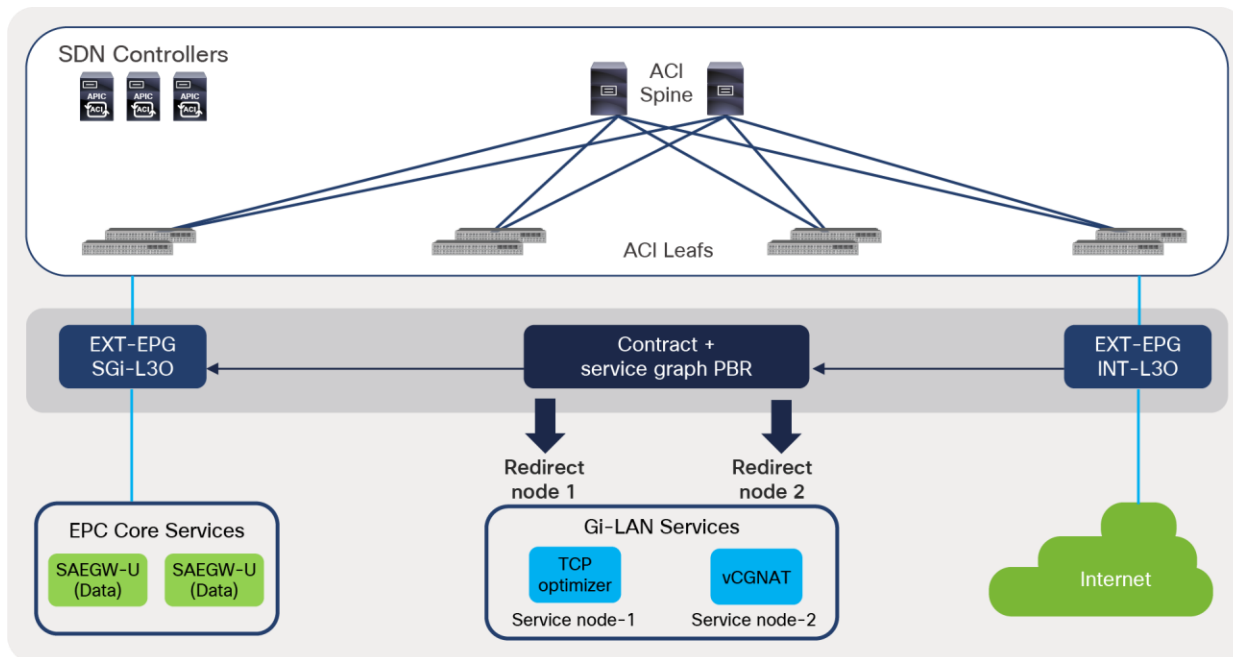 SDN Controllers
APIC
ACI
APIC
ACI
APIC
ACI
ACI
Spine
ACI Leafs
EXT-EPG
SGi-L3O
Contract +
service graph PBR
EXT-EPG
INT-L3O
Redirect
node 1
Redirect
node 2
EPC Core Services
SAEGW-U
(Data)
SAEGW-U
(Data)
Gi-LAN Services
TCP
optimizer
vCGNAT
Service node-1
Service node-2
Internet